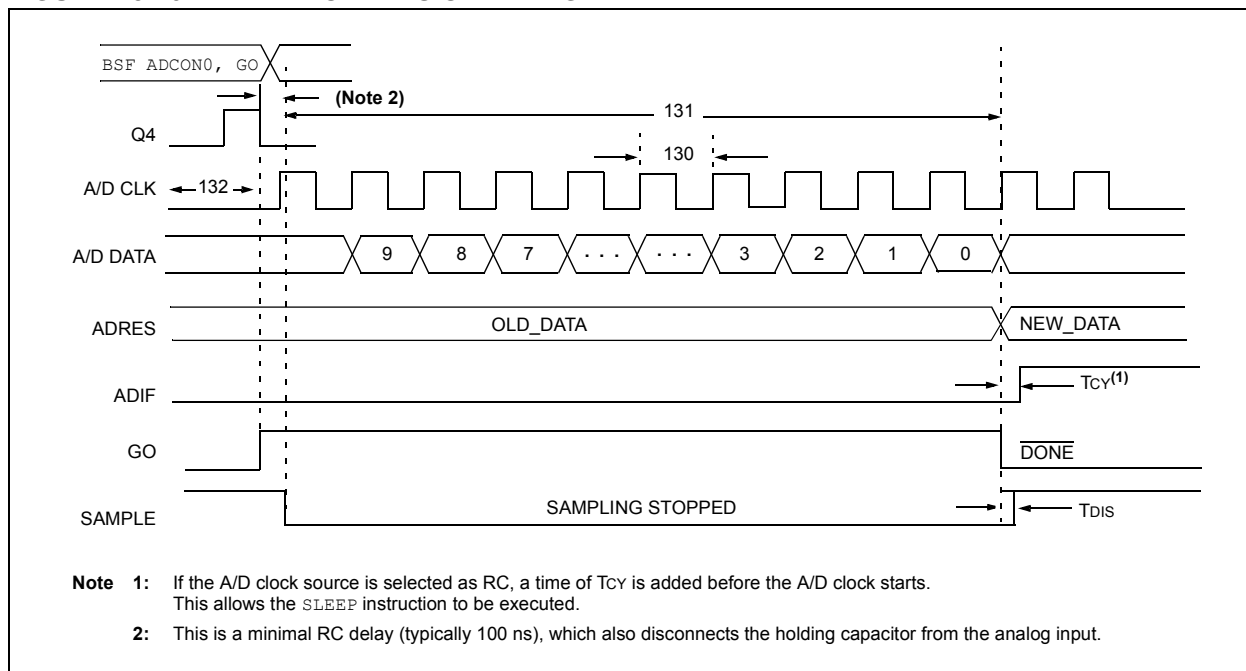 BSF ADCON0, GO
(Note 2)
131
Q4
130
A/D CLK
132
A/D DATA
9 8 7 . . . . . . 3 2 1 0
ADRES
OLD_DATA
NEW_DATA
ADIF
TCY(1)
GO
DONE
SAMPLE
SAMPLING STOPPED
TDIS
Note 1: If the A/D clock source is selected as RC, a time of TCY is added before the A/D clock starts.
This allows the SLEEP instruction to be executed.
2: This is a minimal RC delay (typically 100 ns), which also disconnects the holding capacitor from the analog input.